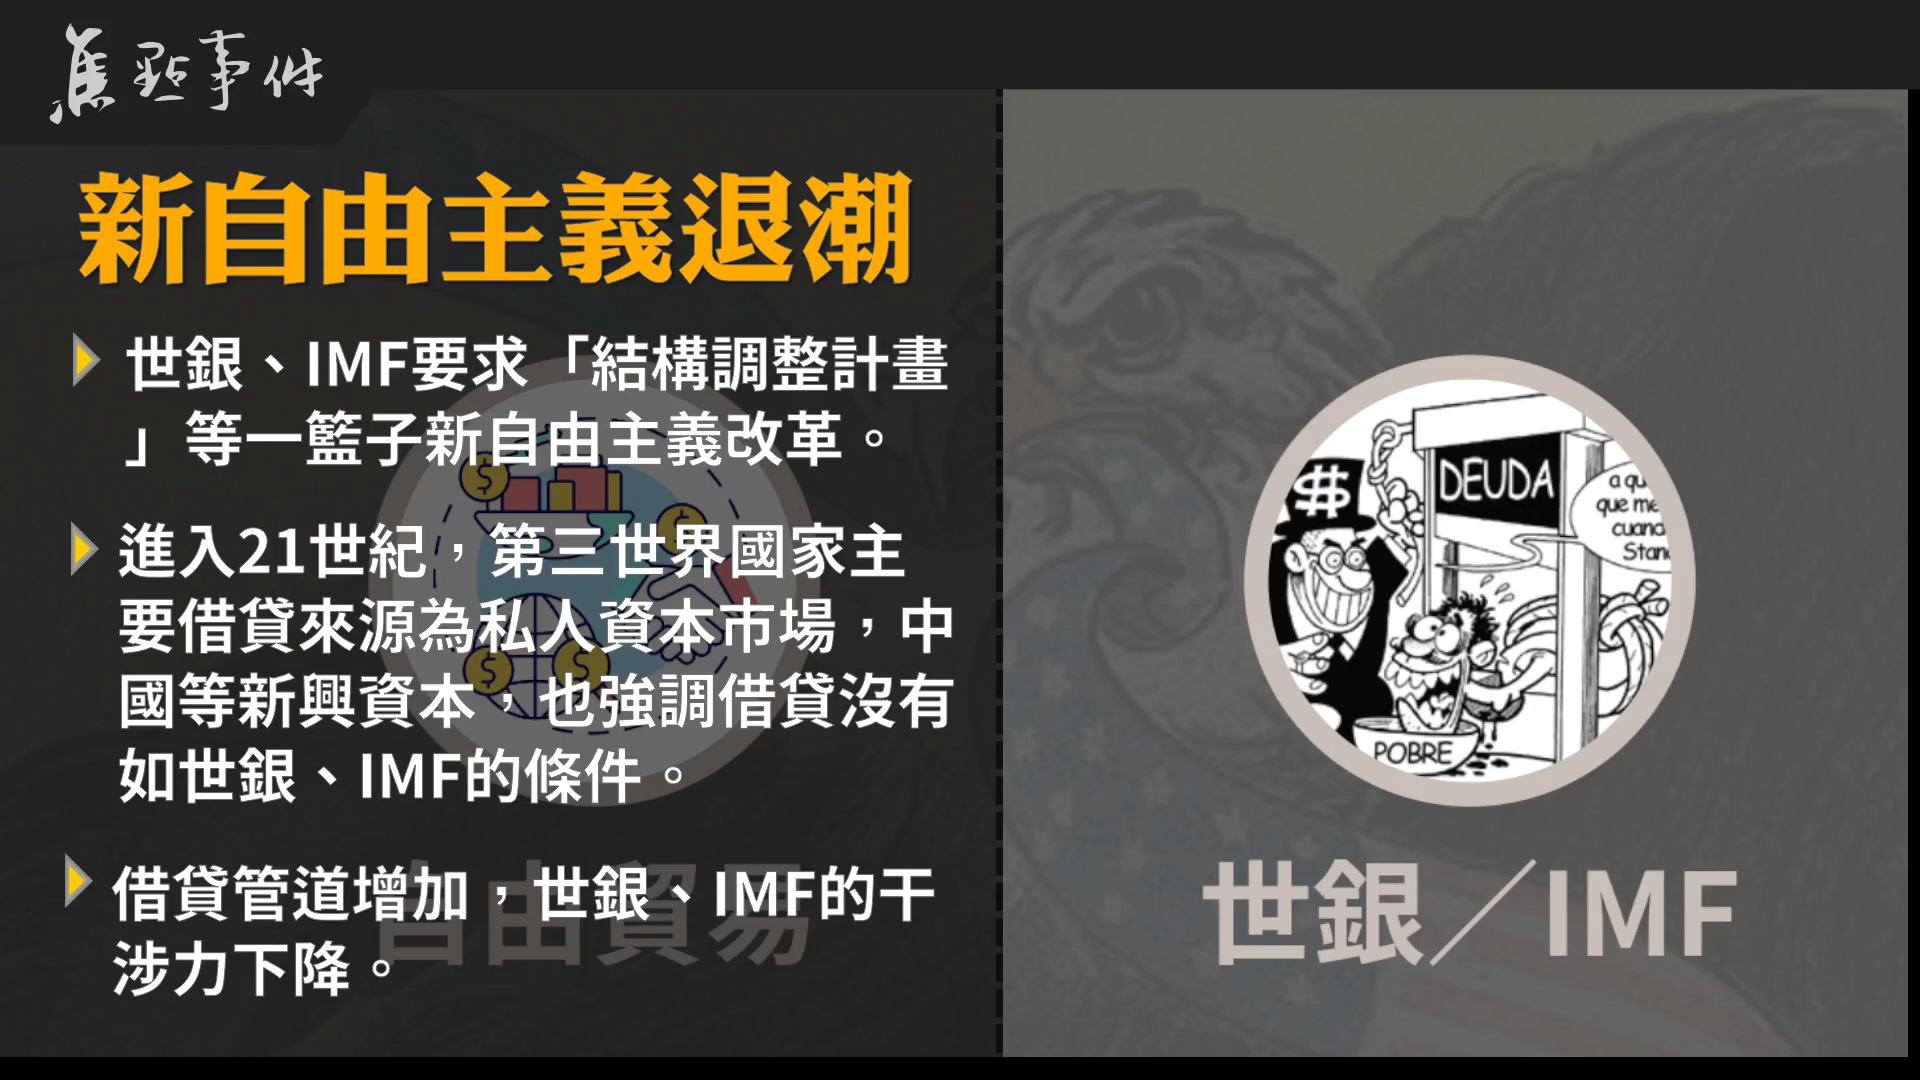 焦點事件
新自由主義退潮
世銀、IMF要求「結構調整計畫
」等一籃子新自由主義改革。
進入21世紀，第三世界國家主
要借貸來源為私人資本市場，中
國等新興資本，也強調借貸沒有
如世銀、IMF的條件。
借貸管道增加，世銀、IMF的干
涉力下降。
自由貿易
$
DEUDA
que me
POBRE
世銀／IMF